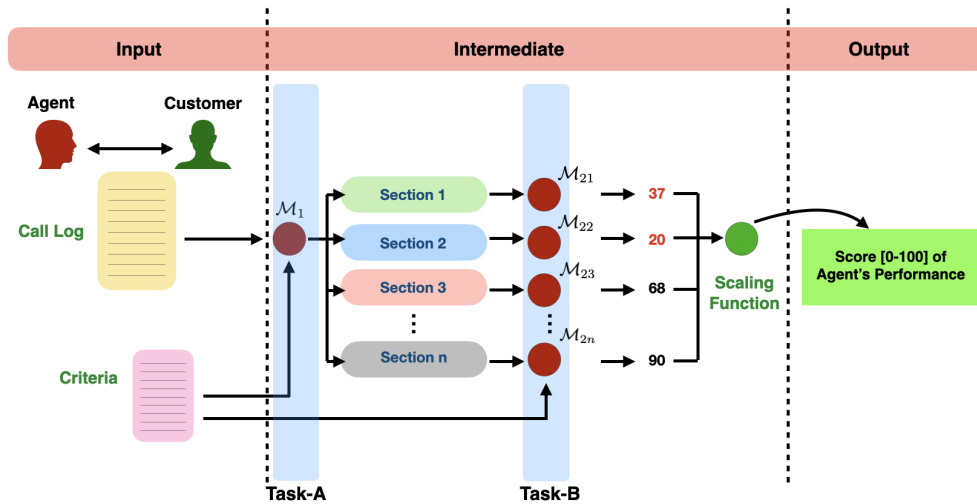 Input
Intermediate
Output
Agent
Customer
Call Log
Criteria
ℳ₁
Section 1
Section 2
Section 3
Section n
ℳ₂₁
ℳ₂₂
ℳ₂₃
ℳ₂ₙ
37
20
68
90
Scaling
Function
Score [0-100] of
Agent's Performance
Task-A
Task-B